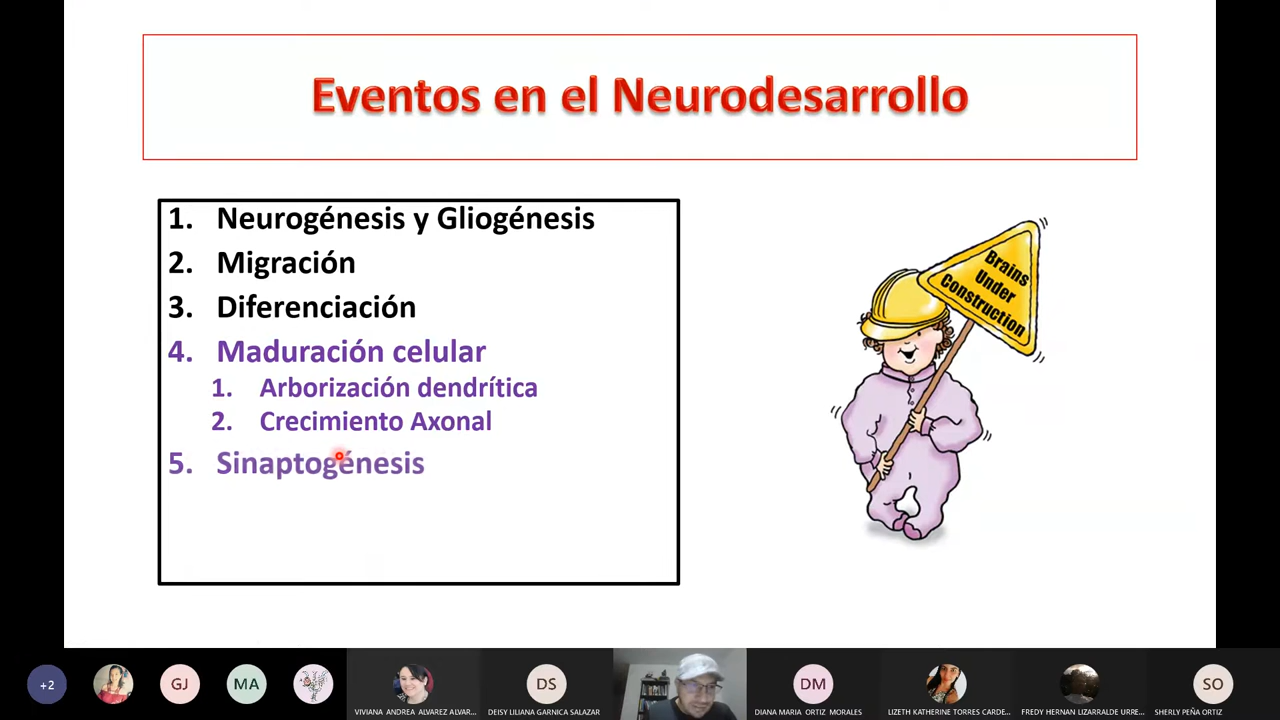 Eventos en el Neurodesarrollo
1. Neurogénesis y Gliogénesis
2. Migración
3. Diferenciación
4. Maduración celular
1. Arborización dendrítica
2. Crecimiento Axonal
5. Sinaptogénesis
Brains
Under
Construction
+2
GJ
MA
DS
DM
SO
VIVIANA ANDREA ALVAREZ ALVAR...
DEISY LILIANA GARNICA SALAZAR
DIANA MARIA ORTIZ MORALES
LIZETH KATHERINE TORRES CARDE...
FREDY HERNAN LIZARRALDE URRE...
SHERLY PEÑA ORTIZ